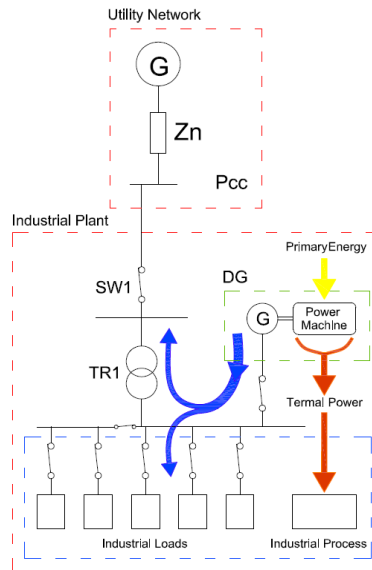 Utility Network
G
Zn
Pcc
Industrial Plant
PrimaryEnergy
SW1
DG
G
Power
Machine
TR1
Termal Power
Industrial Loads
Industrial Process